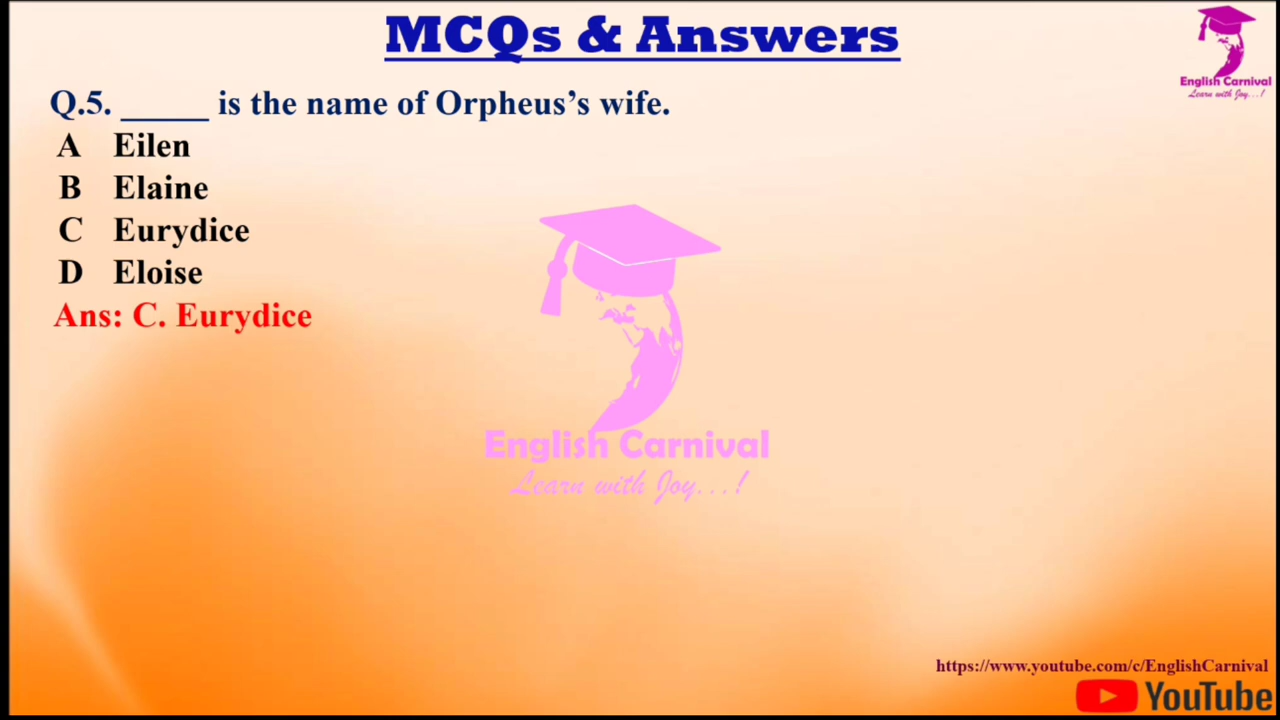 MCQs & Answers
English Carnival
Learn with Joy...!
Q.5. _____ is the name of Orpheus’s wife.
A Eilen
B Elaine
C Eurydice
D Eloise
Ans: C. Eurydice
English Carnival
Learn with Joy...!
https://www.youtube.com/c/EnglishCarnival
YouTube